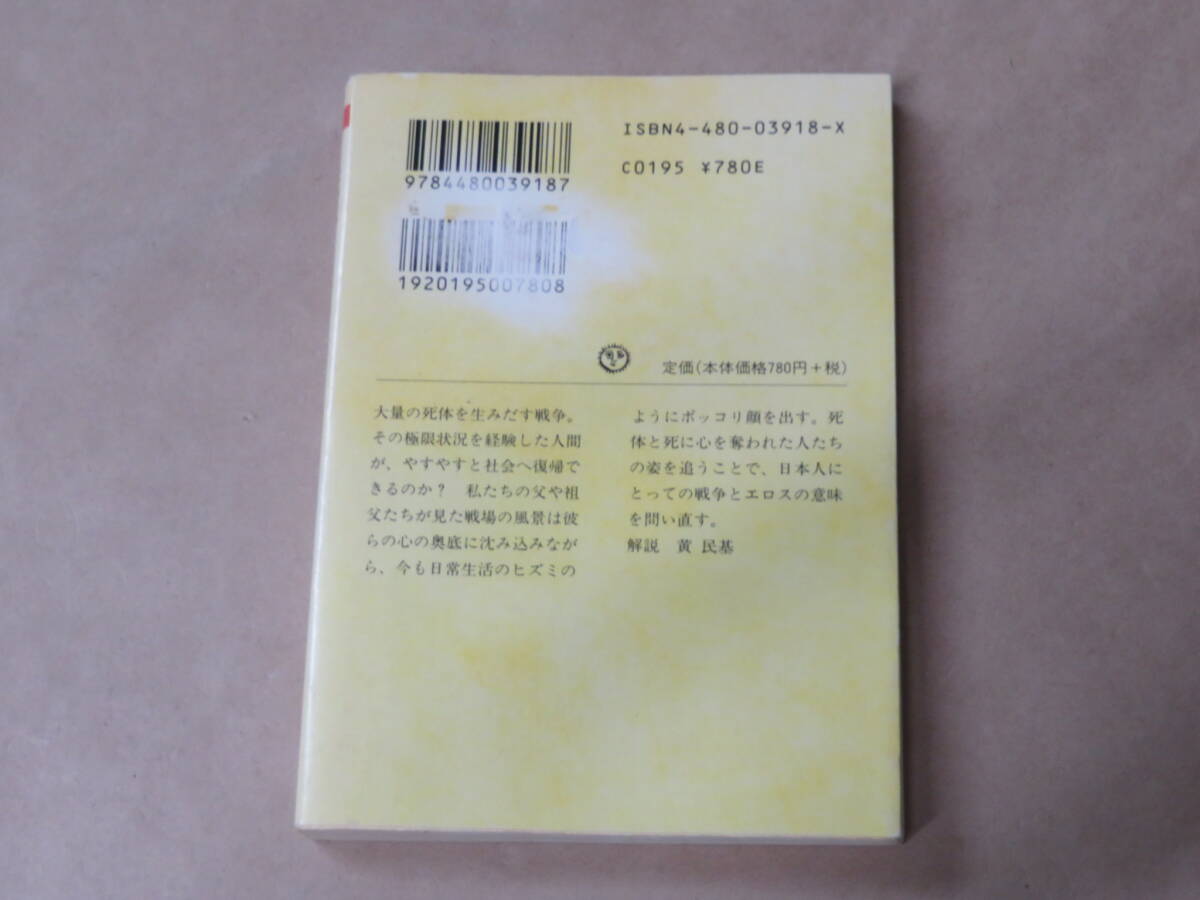 ISBN4-480-03918-X
C0195 ¥780E
9784480039187
1920195007808
定価(本体価格780円+税)
大量の死体を生みだす戦争。
その極限状況を経験した人間
が、やすやすと社会へ復帰で
きるのか? 私たちの父や祖
父たちが見た戦場の風景は彼
らの心の奥底に沈み込みなが
ら、今も日常生活のヒズミの
ようにボッコリ顔を出す。死
体と死に心を奪われた人たち
の姿を追うことで、日本人に
とっての戦争とエロスの意味
を問い直す。
解説 黄 民基